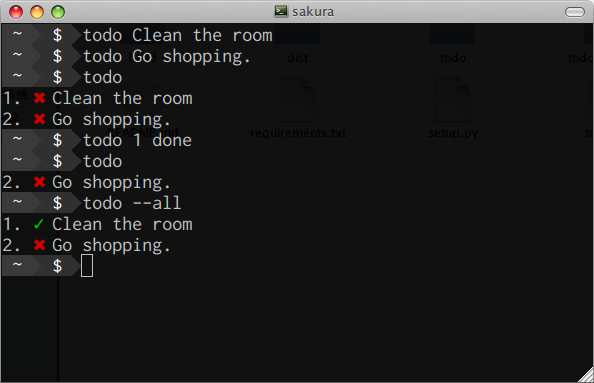 sakura
~ $ todo Clean the room
~ $ todo Go shopping.
~ $ todo
1. ✖ Clean the room
2. ✖ Go shopping.
~ $ todo 1 done
~ $ todo
2. ✖ Go shopping.
~ $ todo --all
1. ✓ Clean the room
2. ✖ Go shopping.
~ $
dist
todo
requirements.txt
setup.py